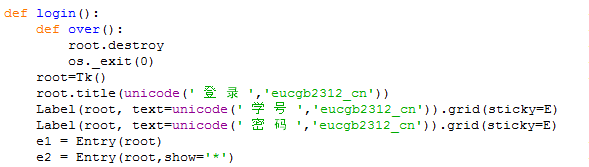 def login():
    def over():
        root.destroy
        os._exit(0)
    root=Tk()
    root.title(unicode(' 登 录 ','eucgb2312_cn'))
    Label(root, text=unicode(' 学 号 ','eucgb2312_cn')).grid(sticky=E)
    Label(root, text=unicode(' 密 码 ','eucgb2312_cn')).grid(sticky=E)
    e1 = Entry(root)
    e2 = Entry(root,show='*')